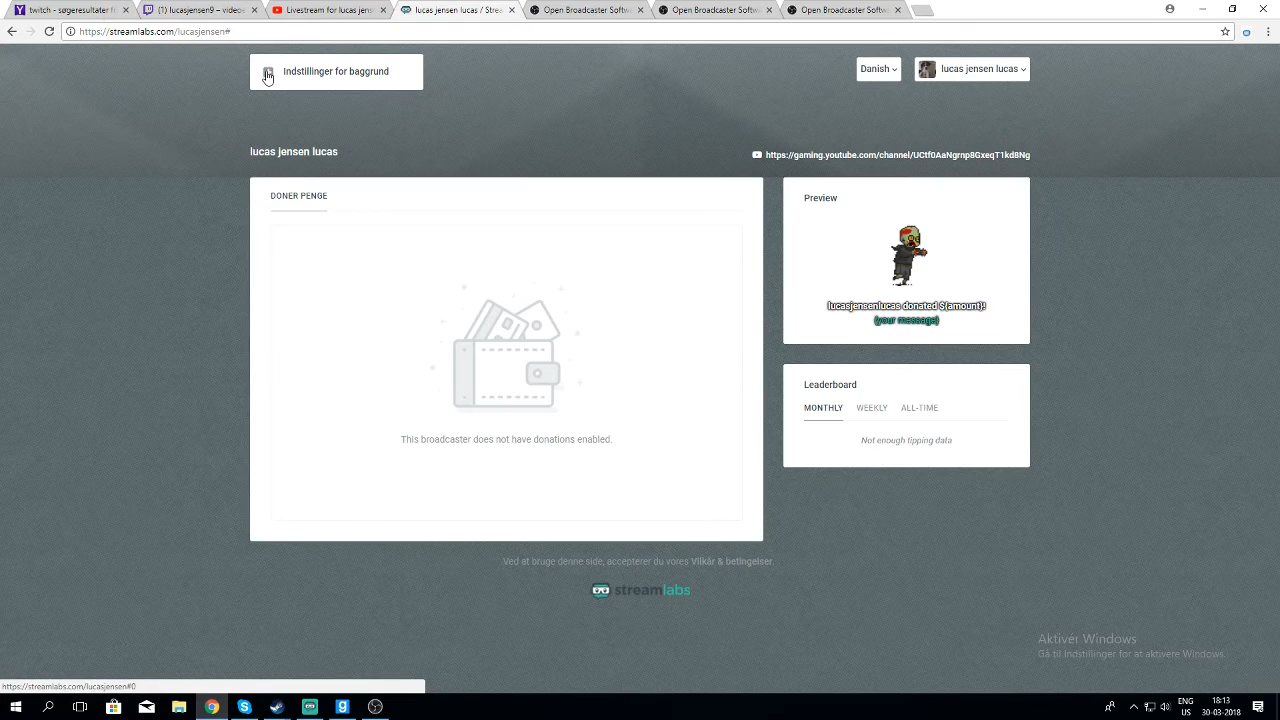 twitch - søgeresultater f
(1) lucasjensen9 – video
Livestream for lucas jens
lucas jensen lucas / Stre
Open Broadcaster Softw
Open Broadcaster Softw
Open Broadcaster Softw
https://streamlabs.com/lucasjensen#
Indstillinger for baggrund
Danish
lucas jensen lucas
lucas jensen lucas
https://gaming.youtube.com/channel/UCtf0AaNgrnp8GxeqT1kd8Ng
DONER PENGE
This broadcaster does not have donations enabled.
Preview
lucasjensenlucas donated ${amount}!
{your message}
Leaderboard
MONTHLY WEEKLY ALL-TIME
Not enough tipping data
Ved at bruge denne side, accepterer du vores Vilkår & betingelser.
streamlabs
Aktivér Windows
Gå til Indstillinger for at aktivere Windows.
https://streamlabs.com/lucasjensen#0
ENG
US
18:13
30-03-2018